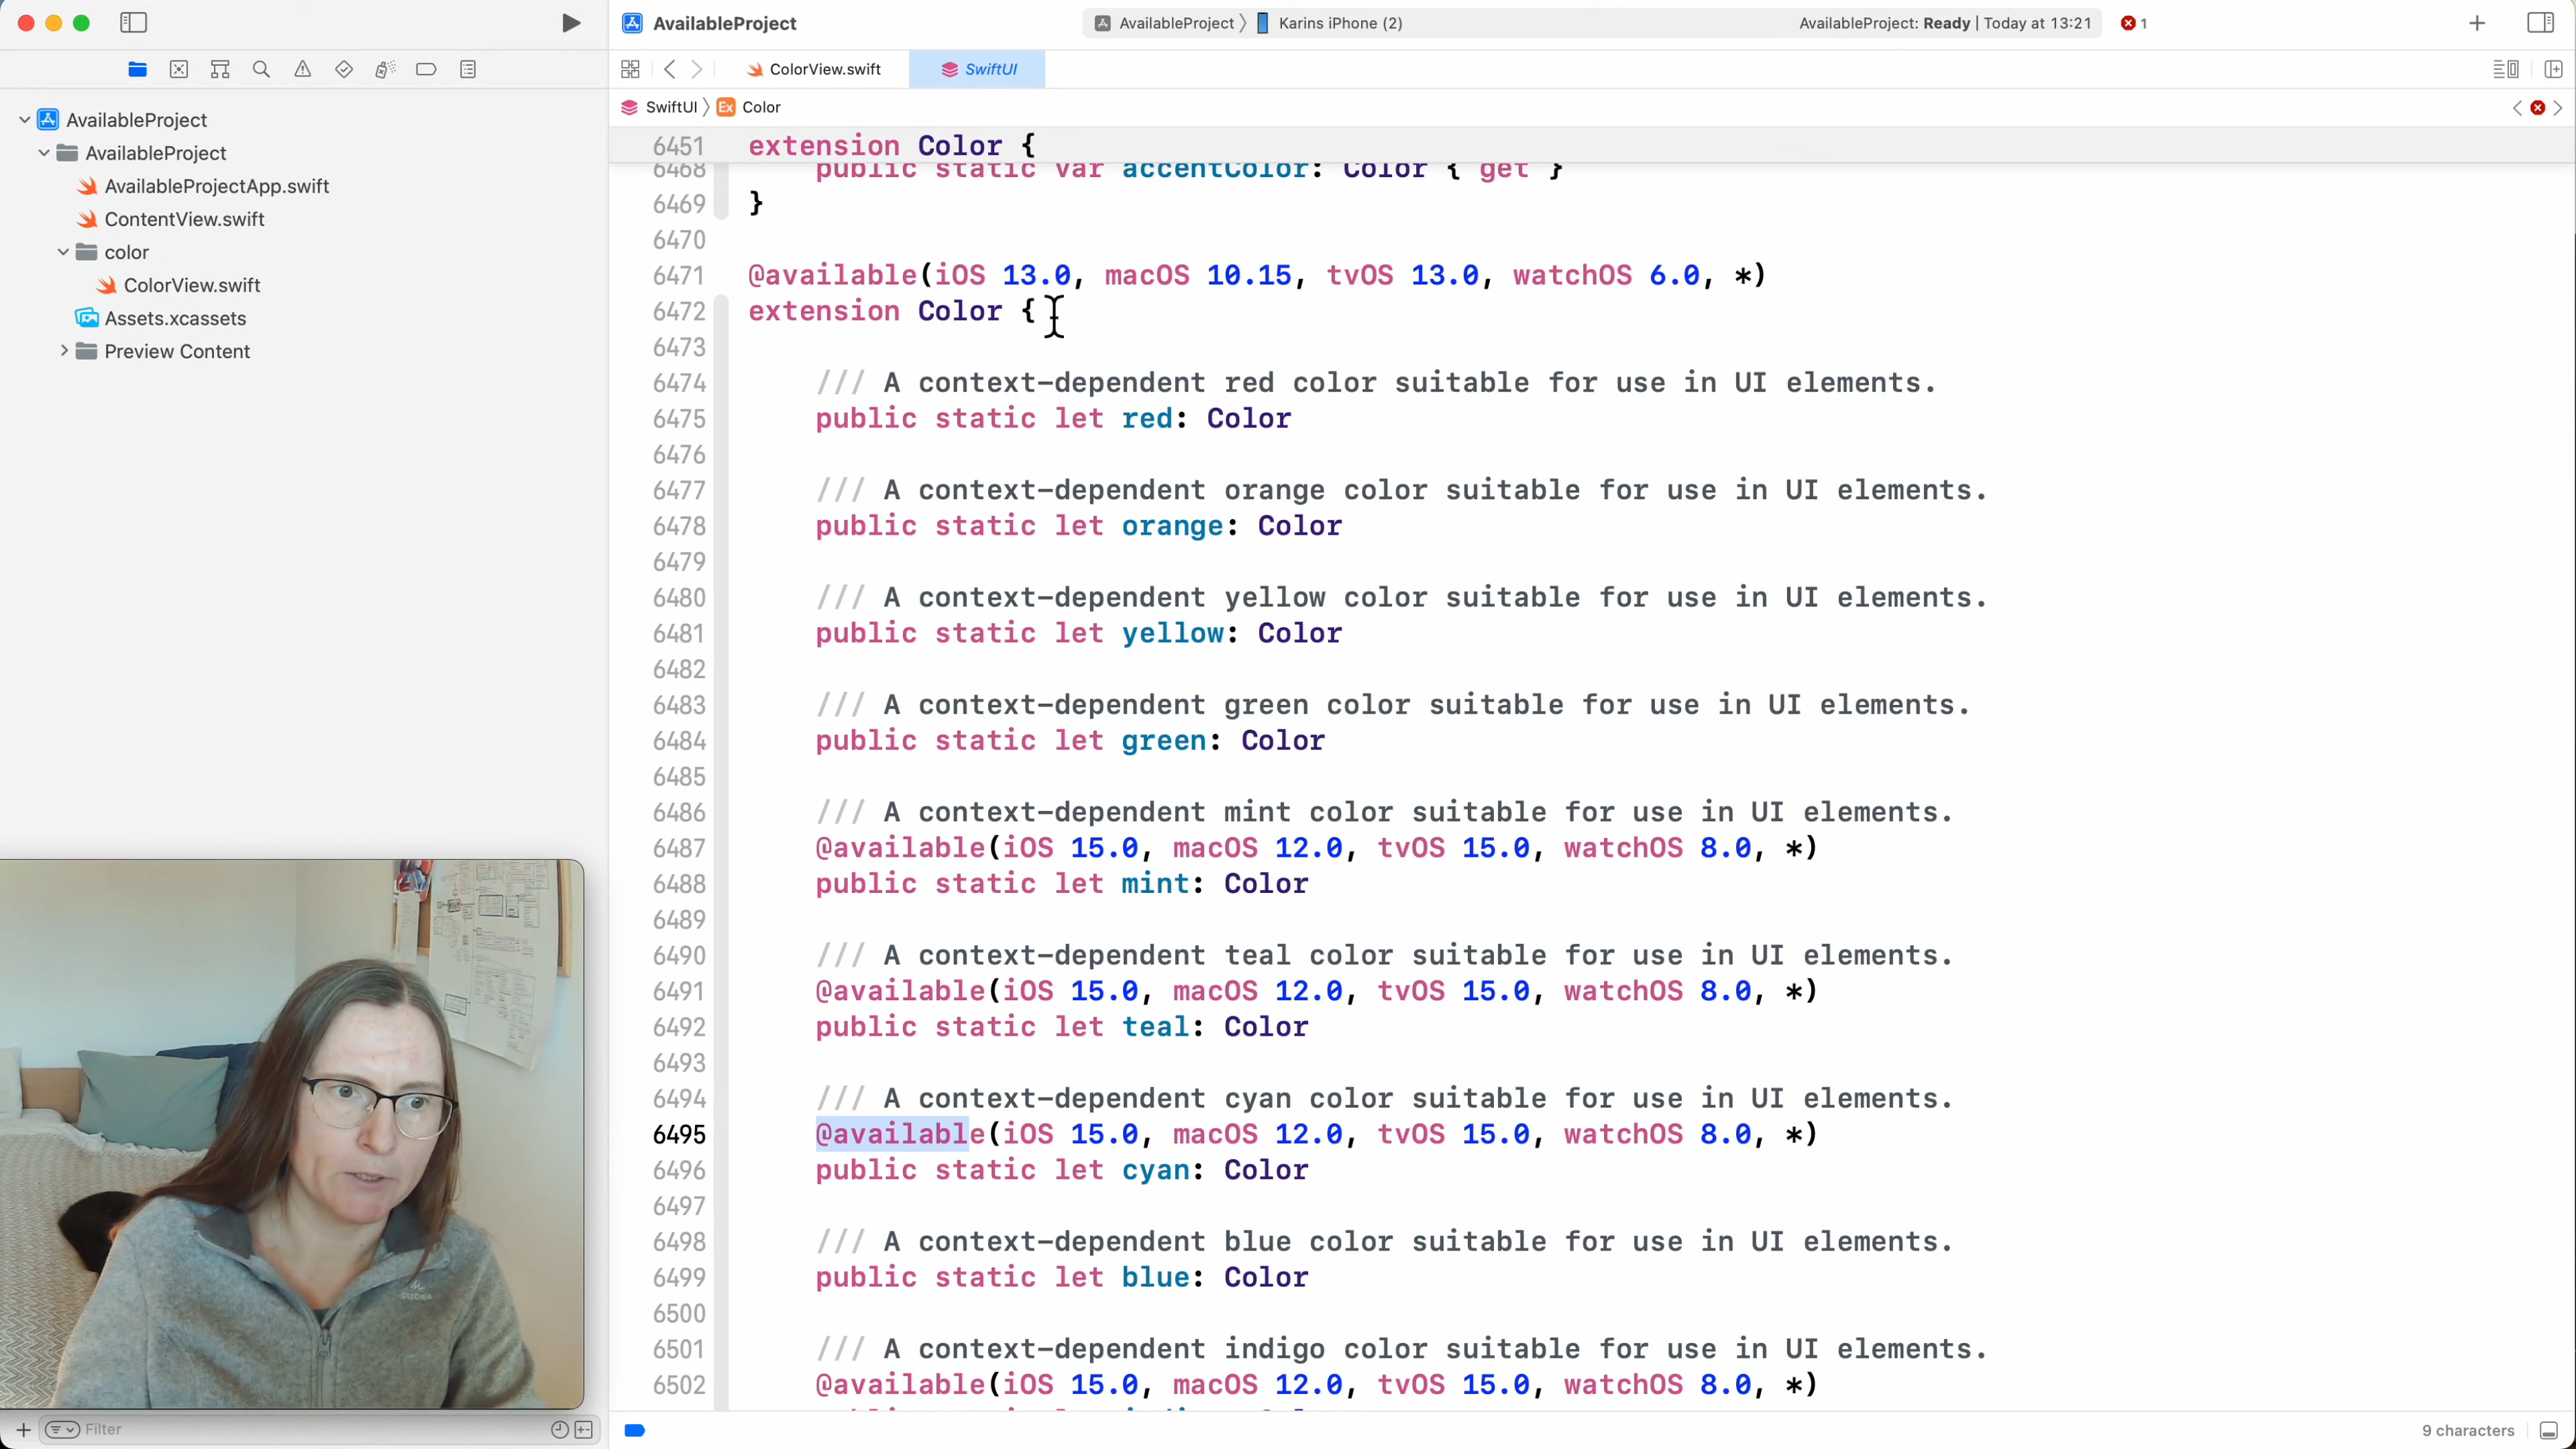 AvailableProject
AvailableProject
Karins iPhone (2)
AvailableProject: Ready | Today at 13:21
1
ColorView.swift
SwiftUI
SwiftUI
Ex
Color
AvailableProject
AvailableProject
AvailableProjectApp.swift
ContentView.swift
color
ColorView.swift
Assets.xcassets
Preview Content
6451 extension Color {
6468 public static var accentColor: Color { get }
6469 }
6470
6471 @available(iOS 13.0, macOS 10.15, tvOS 13.0, watchOS 6.0, *)
6472 extension Color {
6473
6474 /// A context-dependent red color suitable for use in UI elements.
6475 public static let red: Color
6476
6477 /// A context-dependent orange color suitable for use in UI elements.
6478 public static let orange: Color
6479
6480 /// A context-dependent yellow color suitable for use in UI elements.
6481 public static let yellow: Color
6482
6483 /// A context-dependent green color suitable for use in UI elements.
6484 public static let green: Color
6485
6486 /// A context-dependent mint color suitable for use in UI elements.
6487 @available(iOS 15.0, macOS 12.0, tvOS 15.0, watchOS 8.0, *)
6488 public static let mint: Color
6489
6490 /// A context-dependent teal color suitable for use in UI elements.
6491 @available(iOS 15.0, macOS 12.0, tvOS 15.0, watchOS 8.0, *)
6492 public static let teal: Color
6493
6494 /// A context-dependent cyan color suitable for use in UI elements.
6495 @available(iOS 15.0, macOS 12.0, tvOS 15.0, watchOS 8.0, *)
6496 public static let cyan: Color
6497
6498 /// A context-dependent blue color suitable for use in UI elements.
6499 public static let blue: Color
6500
6501 /// A context-dependent indigo color suitable for use in UI elements.
6502 @available(iOS 15.0, macOS 12.0, tvOS 15.0, watchOS 8.0, *)
Filter
9 characters